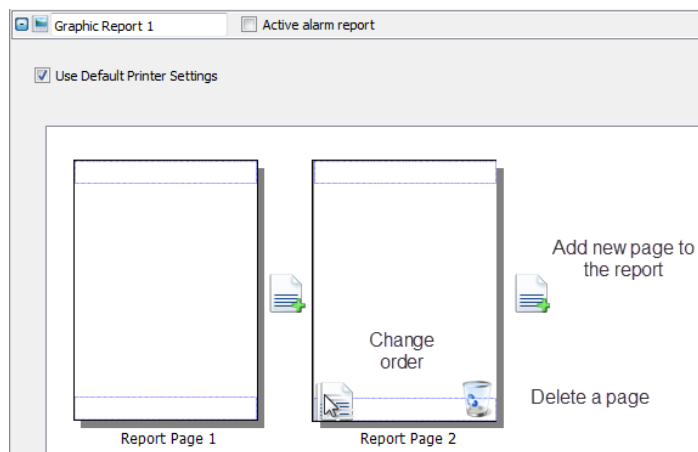 Graphic Report 1
Active alarm report
Use Default Printer Settings
Add new page to
the report
Change
order
Delete a page
Report Page 1
Report Page 2